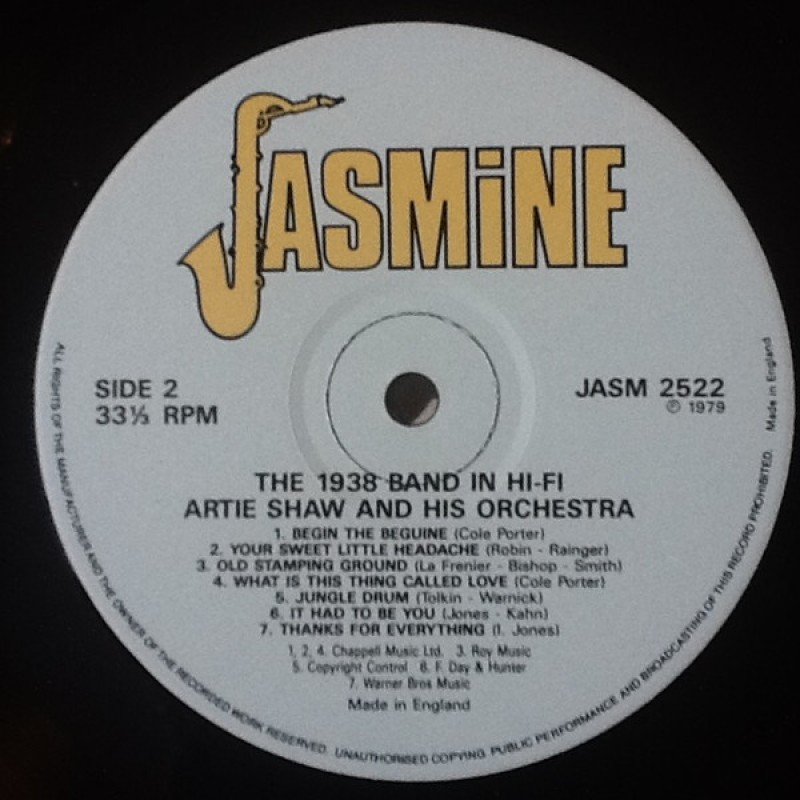 JASMiNE
SIDE 2
33⅓ RPM
JASM 2522
℗ 1979
THE 1938 BAND IN HI-FI
ARTIE SHAW AND HIS ORCHESTRA
1. BEGIN THE BEGUINE (Cole Porter)
2. YOUR SWEET LITTLE HEADACHE (Robin - Rainger)
3. OLD STAMPING GROUND (La Frenier - Bishop - Smith)
4. WHAT IS THIS THING CALLED LOVE (Cole Porter)
5. JUNGLE DRUM (Tolkin - Warnick)
6. IT HAD TO BE YOU (Jones - Kahn)
7. THANKS FOR EVERYTHING (I. Jones)
1, 2, 4. Chappell Music Ltd. 3. Roy Music
5. Copyright Control 6. F. Day & Hunter
7. Warner Bros Music
Made in England
ALL RIGHTS OF THE MANUFACTURER AND THE OWNER OF THE RECORDED WORK RESERVED. UNAUTHORISED COPYING, PUBLIC PERFORMANCE AND BROADCASTING OF THIS RECORD PROHIBITED. Made in England